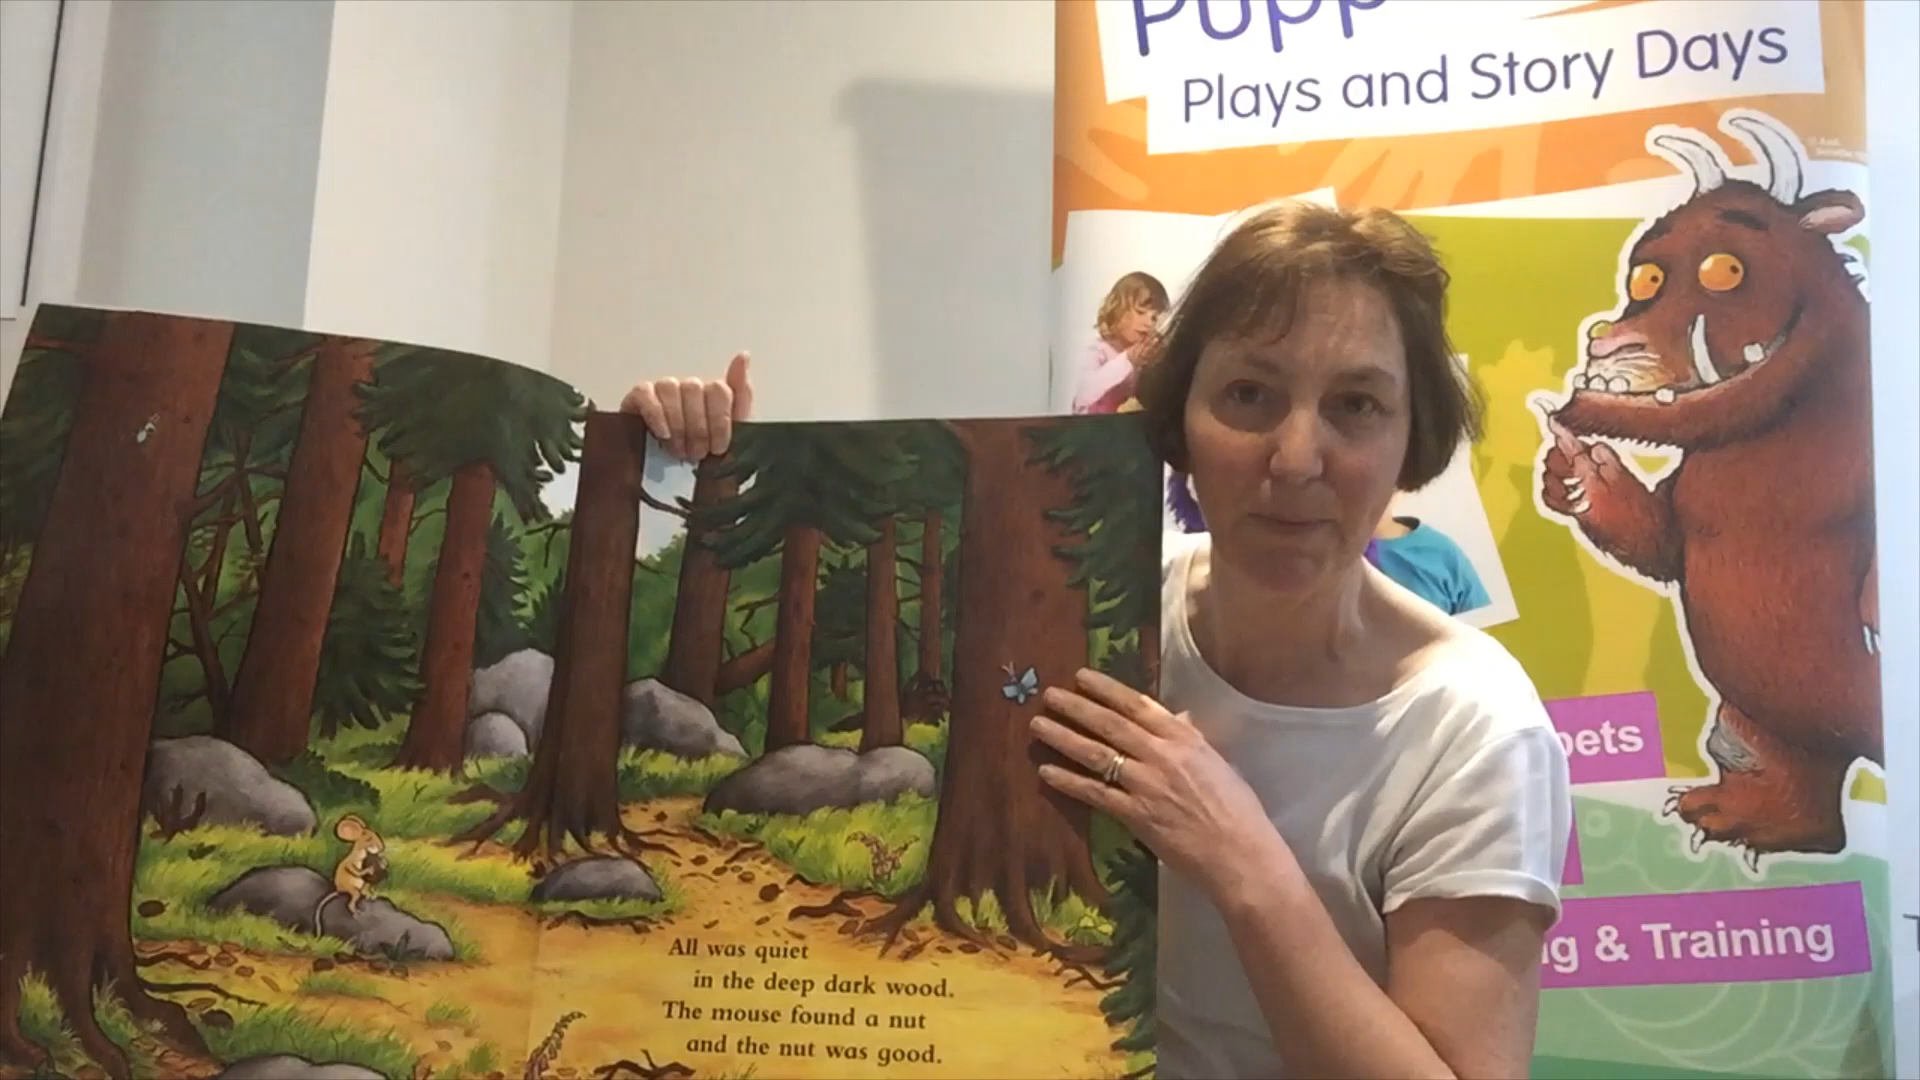 Plays and Story Days
All was quiet
in the deep dark wood.
The mouse found a nut
and the nut was good.
& Training